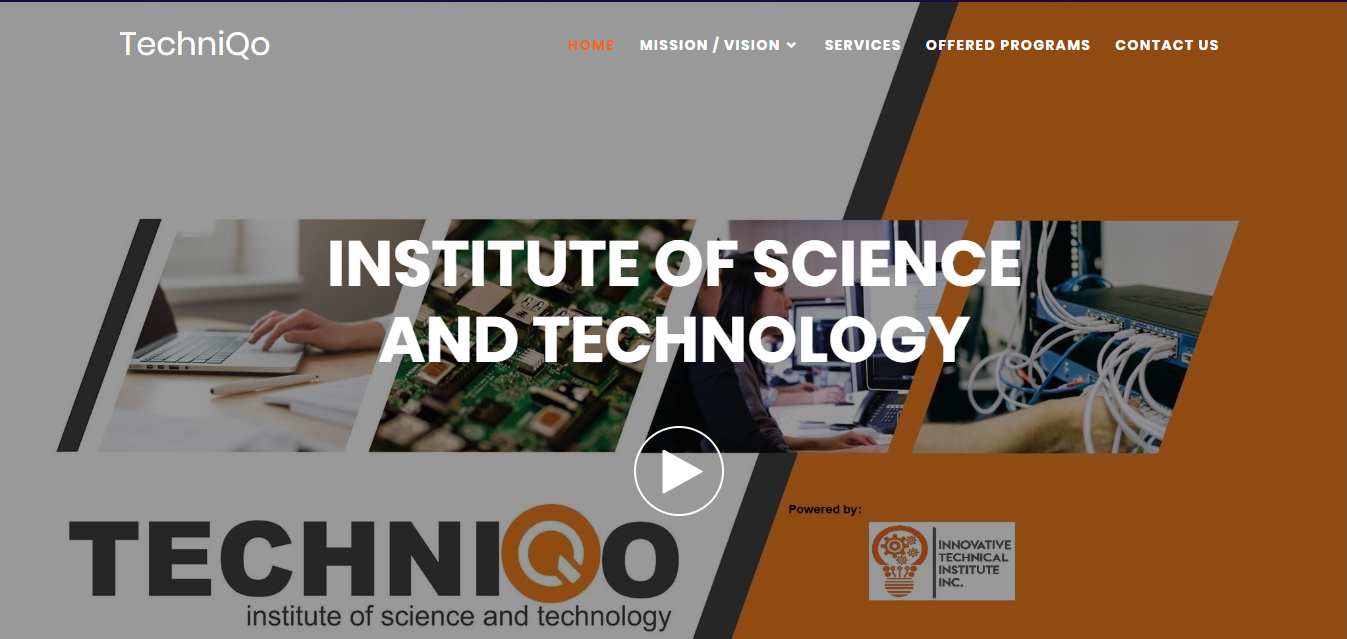 TechniQo
HOME
MISSION / VISION
SERVICES
OFFERED PROGRAMS
CONTACT US
INSTITUTE OF SCIENCE
AND TECHNOLOGY
Powered by:
TECHNIQO
institute of science and technology
INNOVATIVE
TECHNICAL
INSTITUTE
INC.